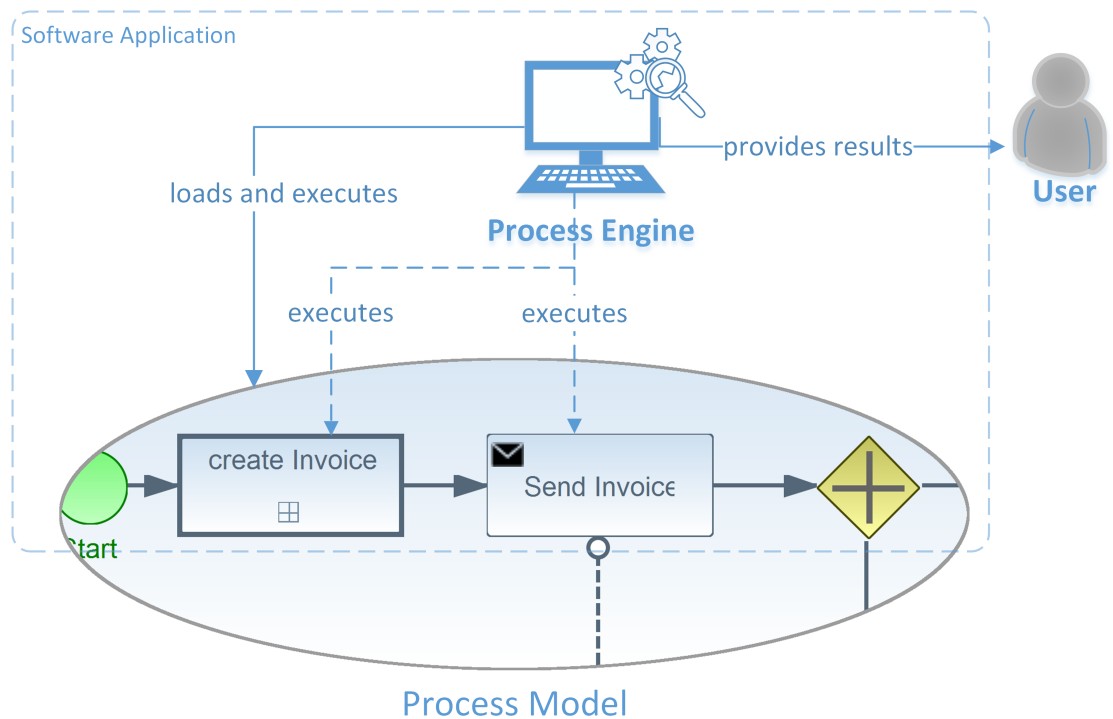 Software Application
provides results
User
loads and executes
Process Engine
executes
executes
create Invoice
Send Invoice
Start
Process Model